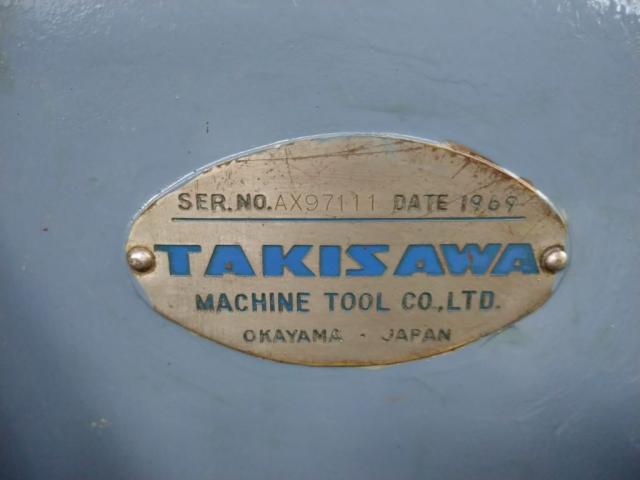 SER.NO.AX97111 DATE 1969
TAKISAWA
MACHINE TOOL CO.,LTD.
OKAYAMA - JAPAN